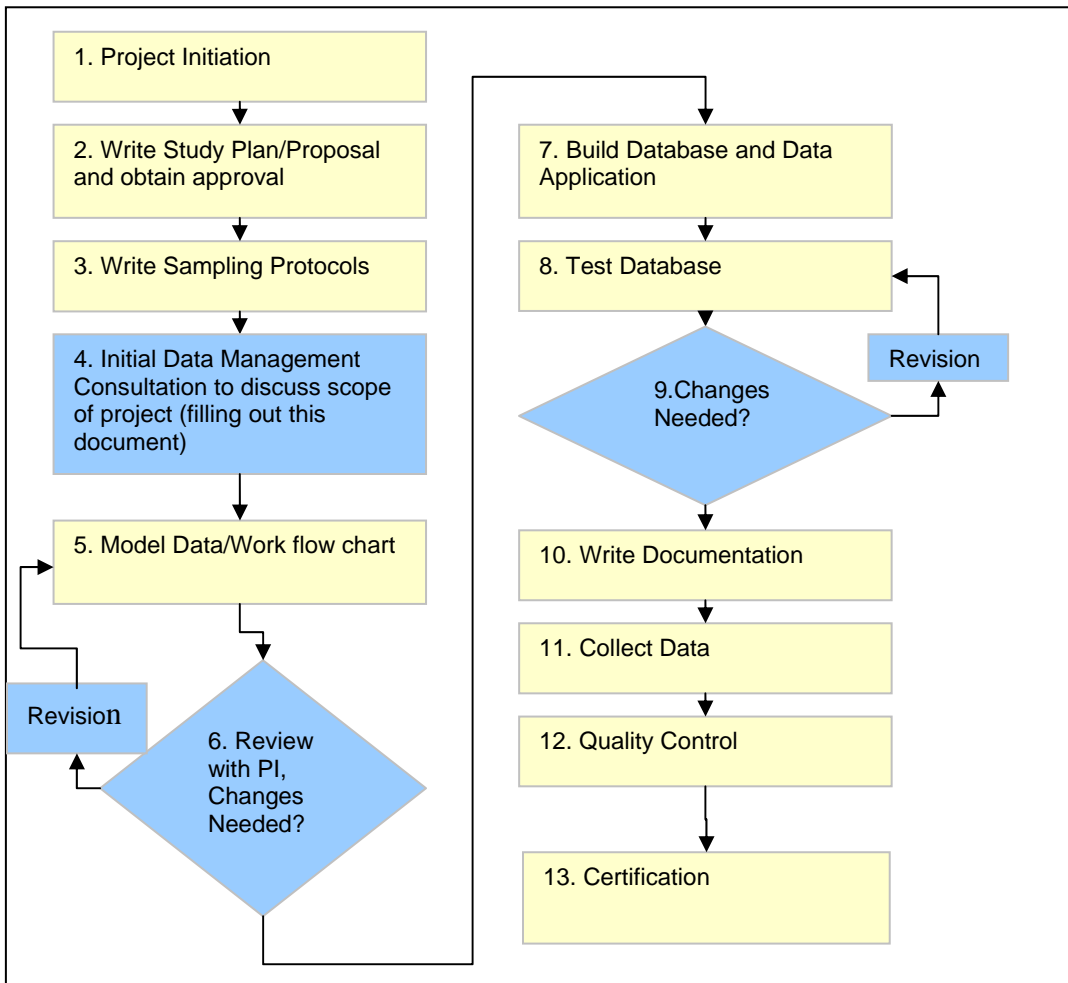 1. Project Initiation
2. Write Study Plan/Proposal
and obtain approval
3. Write Sampling Protocols
4. Initial Data Management
Consultation to discuss scope
of project (filling out this
document)
5. Model Data/Work flow chart
Revision
6. Review
with PI,
Changes
Needed?
7. Build Database and Data
Application
8. Test Database
Revision
9.Changes
Needed?
10. Write Documentation
11. Collect Data
12. Quality Control
13. Certification